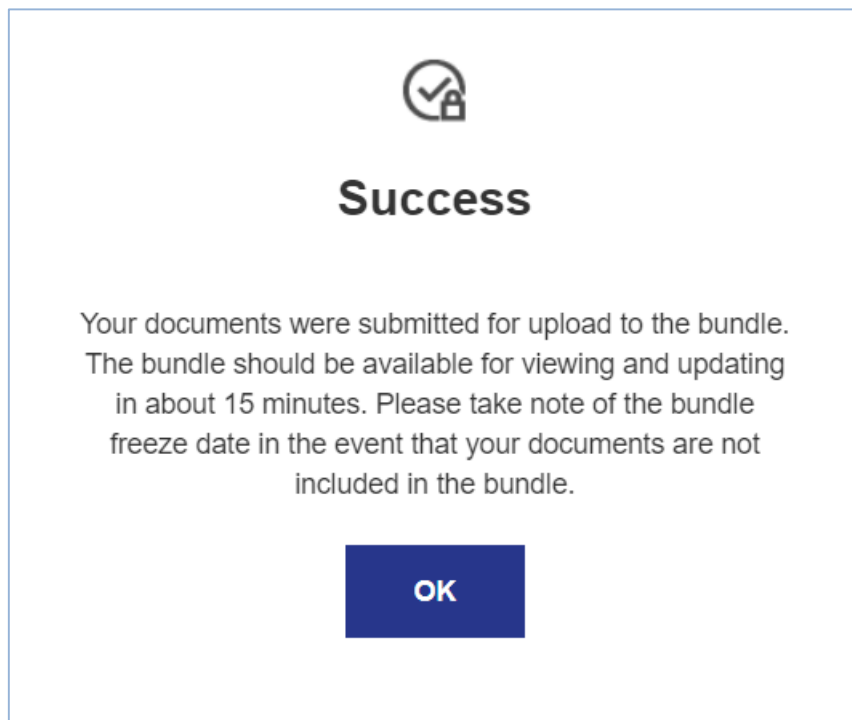 Success
Your documents were submitted for upload to the bundle.
The bundle should be available for viewing and updating
in about 15 minutes. Please take note of the bundle
freeze date in the event that your documents are not
included in the bundle.
OK